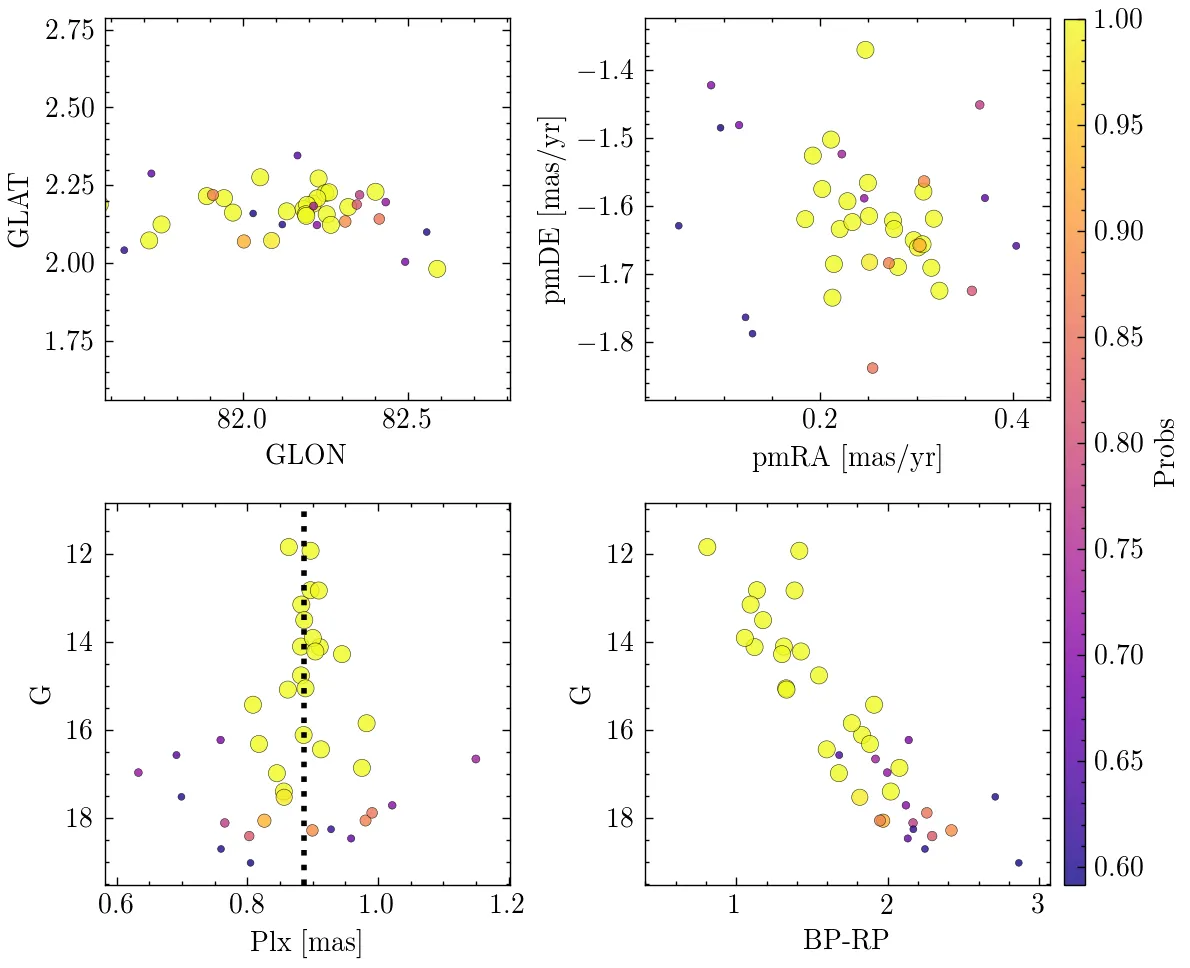 2.75
2.50
2.25
2.00
1.75
GLAT
82.0 82.5
GLON
−1.4
−1.5
−1.6
−1.7
−1.8
pmDE [mas/yr]
0.2 0.4
pmRA [mas/yr]
12
14
16
18
G
0.6 0.8 1.0 1.2
Plx [mas]
12
14
16
18
G
1 2 3
BP-RP
1.00
0.95
0.90
0.85
0.80
0.75
0.70
0.65
0.60
Probs